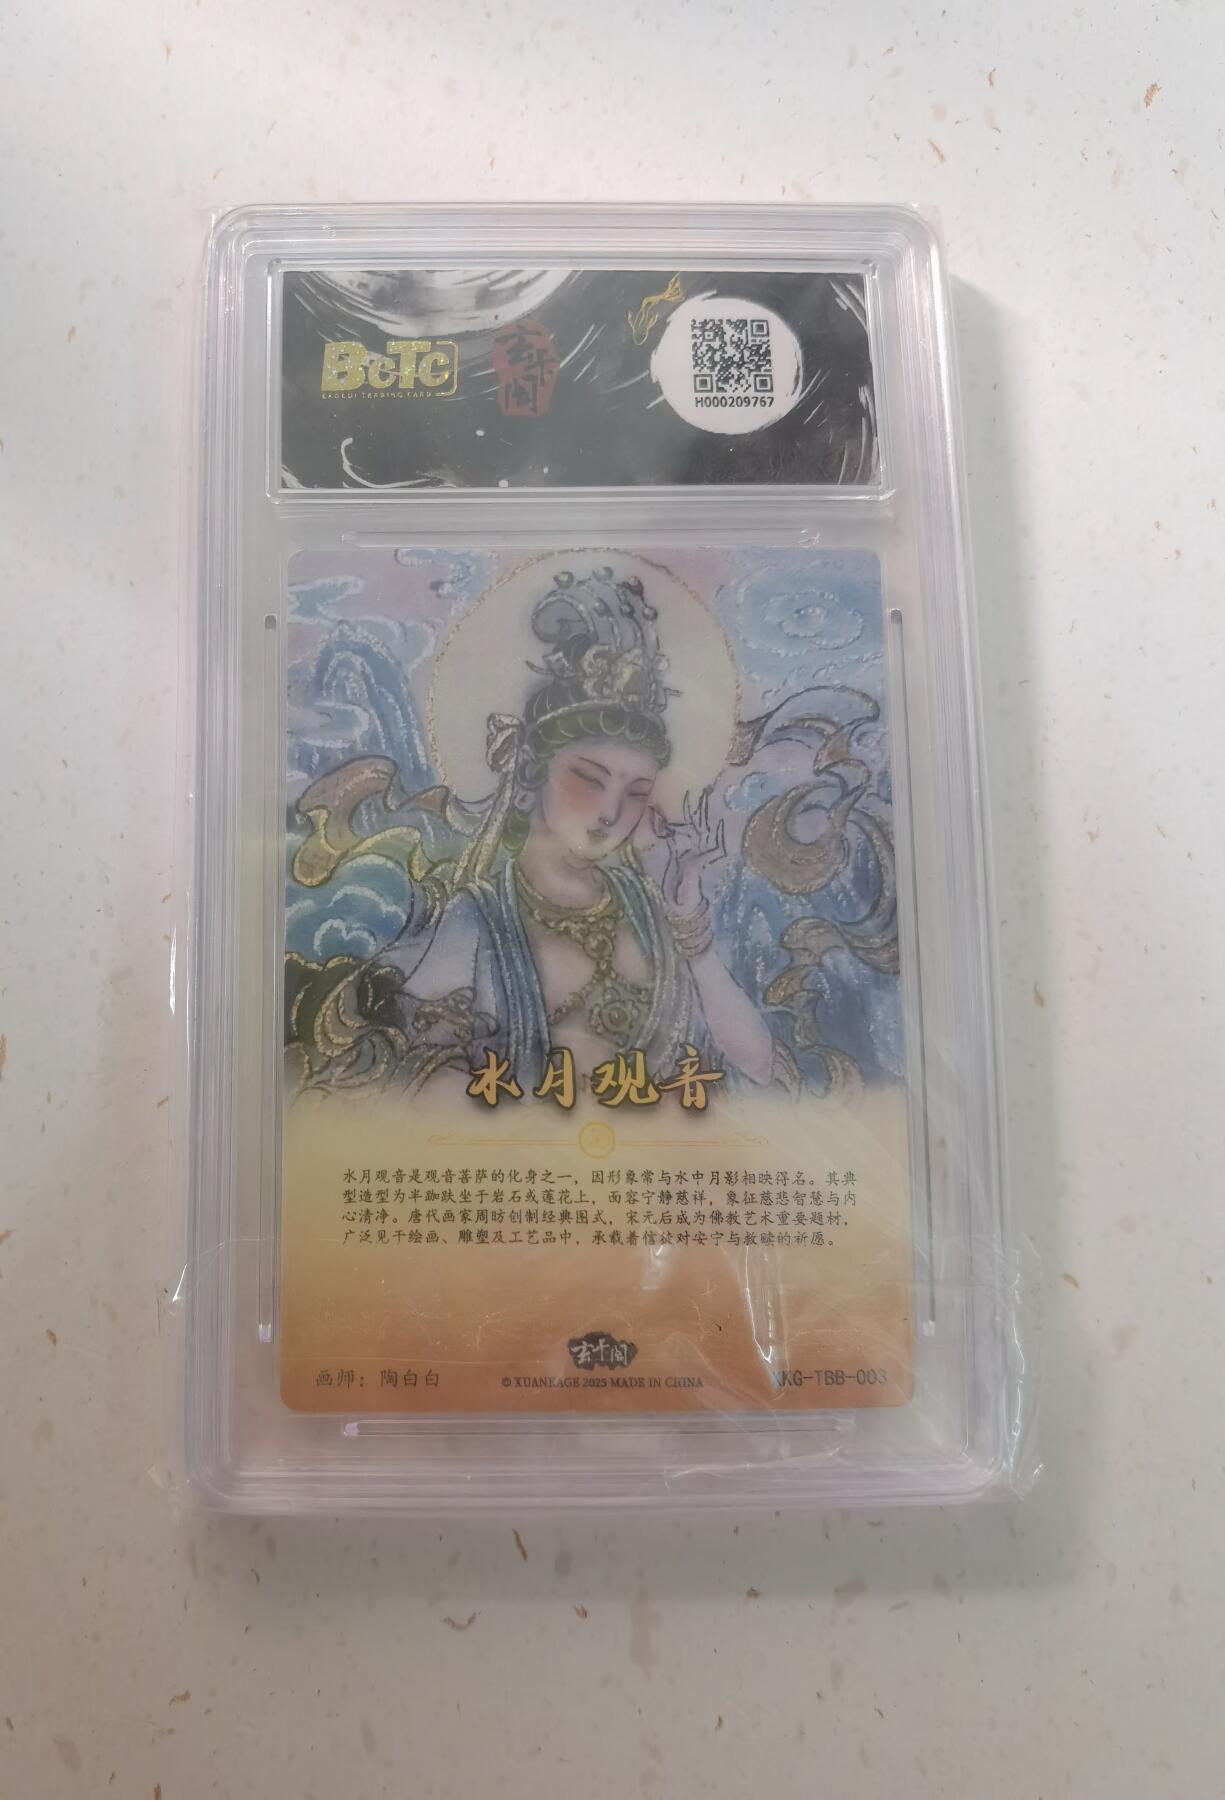 BcTc
玄卡阁
H000209767
水月观音
水月观音是观音菩萨的化身之一，因形象常与水中月影相映得名。其典
型造型为半跏趺坐于岩石或莲花上，面容宁静慈祥，象征慈悲智慧与内
心清净。唐代画家周昉创制经典图式，宋元后成为佛教艺术重要题材，
广泛见于绘画、雕塑及工艺品中，承载着信徒对安宁与救赎的祈愿。
玄卡阁
画师：陶白白
© XUANKAGE 2025 MADE IN CHINA
XKG-TBB-003